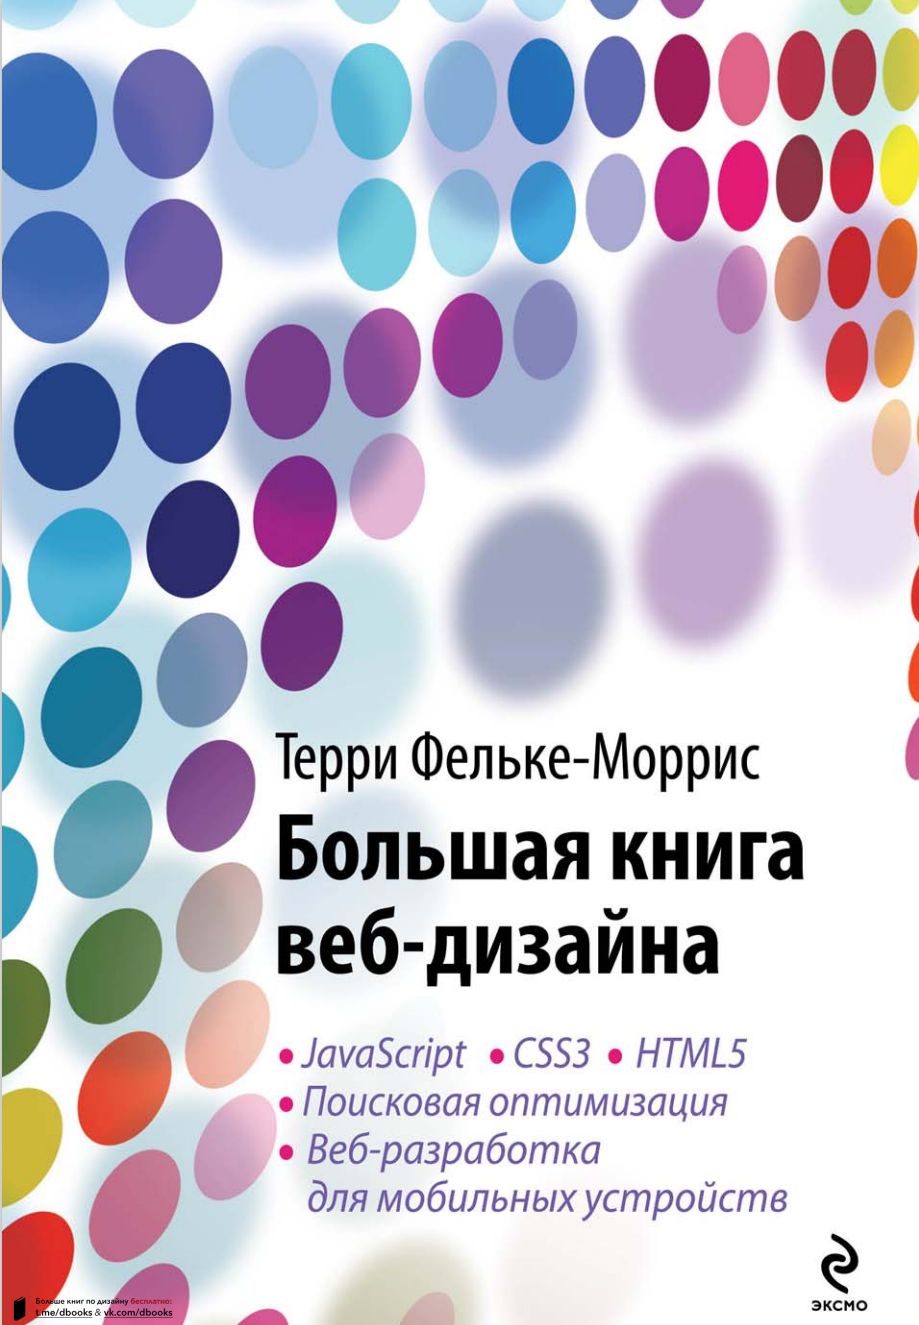 Терри Фельке-Моррис
Большая книга
веб-дизайна
• JavaScript • CSS3 • HTML5
• Поисковая оптимизация
• Веб-разработка
для мобильных устройств
эксмо
Больше книг по дизайну бесплатно:
t.me/dbooks & vk.com/dbooks